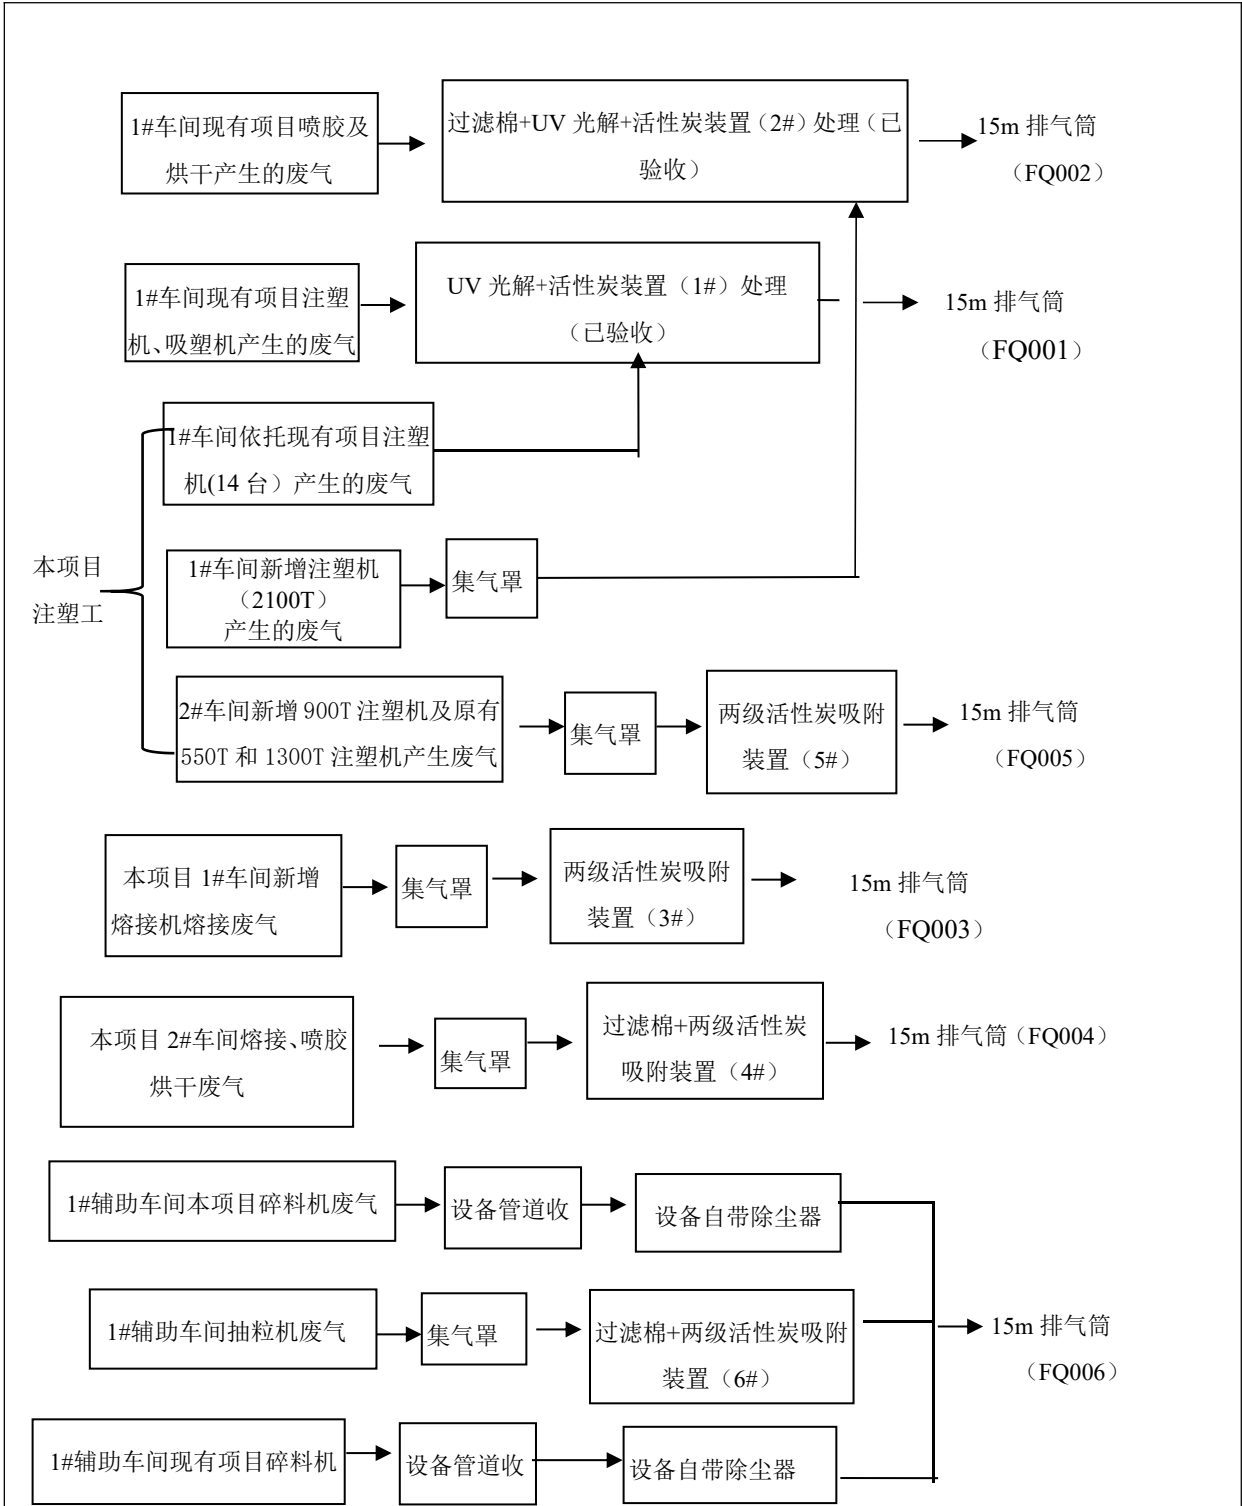 1#车间现有项目喷胶及
烘干产生的废气
过滤棉+UV 光解+活性炭装置（2#）处理（已
验收）
15m 排气筒
（FQ002）
1#车间现有项目注塑
机、吸塑机产生的废气
UV 光解+活性炭装置（1#）处理
（已验收）
15m 排气筒
（FQ001）
1#车间依托现有项目注塑
机(14 台）产生的废气
本项目
注塑工
1#车间新增注塑机
（2100T）
产生的废气
集气罩
2#车间新增 900T 注塑机及原有
550T 和 1300T 注塑机产生废气
集气罩
两级活性炭吸附
装置（5#）
15m 排气筒
（FQ005）
本项目 1#车间新增
熔接机熔接废气
集气罩
两级活性炭吸附
装置（3#）
15m 排气筒
（FQ003）
本项目 2#车间熔接、喷胶
烘干废气
集气罩
过滤棉+两级活性炭
吸附装置（4#）
15m 排气筒（FQ004）
1#辅助车间本项目碎料机废气
设备管道收
设备自带除尘器
1#辅助车间抽粒机废气
集气罩
过滤棉+两级活性炭吸附
装置（6#）
15m 排气筒
（FQ006）
1#辅助车间现有项目碎料机
设备管道收
设备自带除尘器